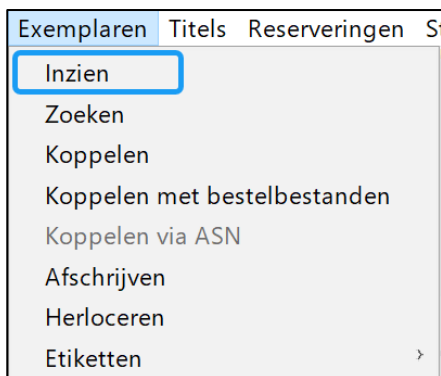 Exemplaren Titels Reserveringen
Inzien
Zoeken
Koppelen
Koppelen met bestelbestanden
Koppelen via ASN
Afschrijven
Herloceren
Etiketten